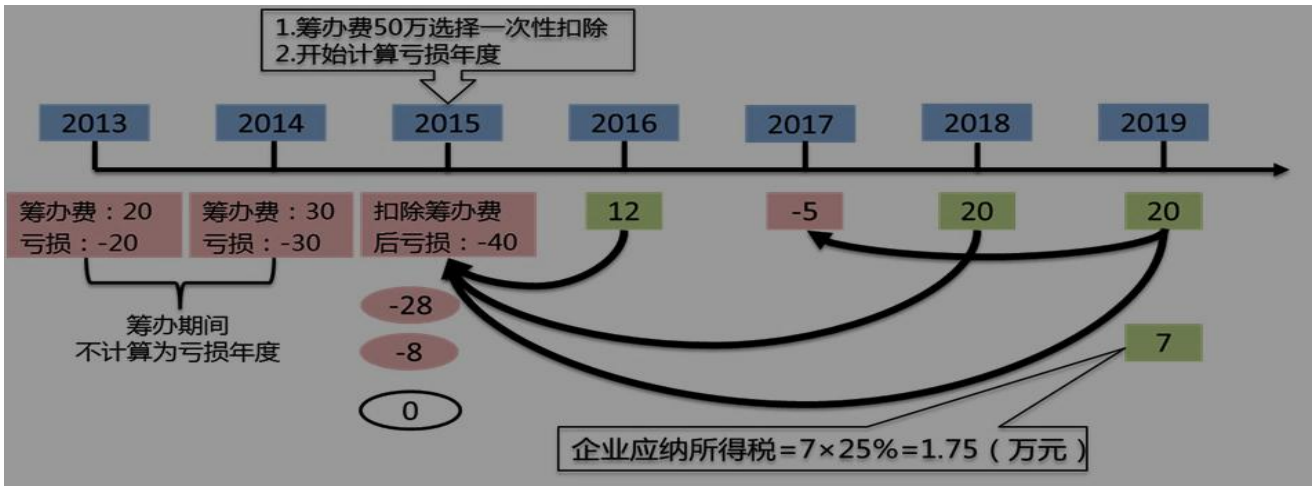 1.筹办费50万选择一次性扣除
2.开始计算亏损年度
2013
2014
2015
2016
2017
2018
2019
筹办费：20
亏损：-20
筹办费：30
亏损：-30
扣除筹办费
后亏损：-40
12
-5
20
20
-28
-8
0
筹办期间
不计算为亏损年度
7
企业应纳所得税=7×25%=1.75（万元）